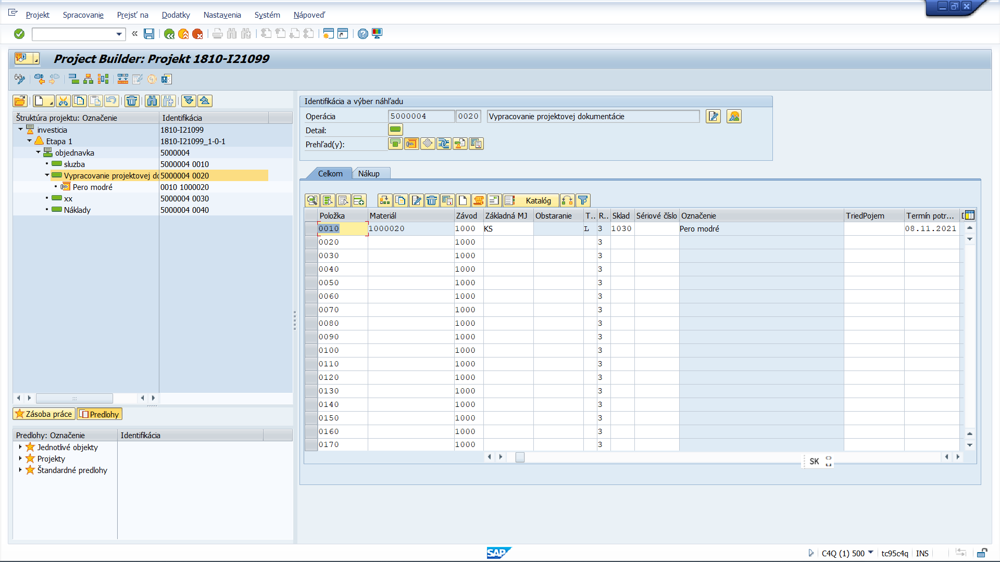 Projekt Spracovanie Prejsť na Dodatky Nastavenia Systém Nápoveď
Project Builder: Projekt 1810-I21099
Štruktúra projektu: Označenie Identifikácia
investicia 1810-I21099
Etapa 1 1810-I21099_1-0-1
objednavka 5000004
sluzba 5000004 0010
Vypracovanie projektovej do 5000004 0020
Pero modré 0010 1000020
xx 5000004 0030
Náklady 5000004 0040
Zásoba práce Predlohy
Predlohy: Označenie Identifikácia
Jednotlivé objekty
Projekty
Štandardné predlohy
Identifikácia a výber náhľadu
Operácia 5000004 0020 Vypracovanie projektovej dokumentácie
Detail:
Prehľad(y):
Celkom Nákup
Katalóg
Položka Materiál Závod Základná MJ Obstaranie T.. R.. Sklad Sériové číslo Označenie TriedPojem Termín potr...
0010 1000020 1000 KS L 3 1030 Pero modré 08.11.2021
0020 1000 3
0030 1000 3
0040 1000 3
0050 1000 3
0060 1000 3
0070 1000 3
0080 1000 3
0090 1000 3
0100 1000 3
0110 1000 3
0120 1000 3
0130 1000 3
0140 1000 3
0150 1000 3
0160 1000 3
0170 1000 3
SK
SAP
C4Q (1) 500 tc95c4q INS